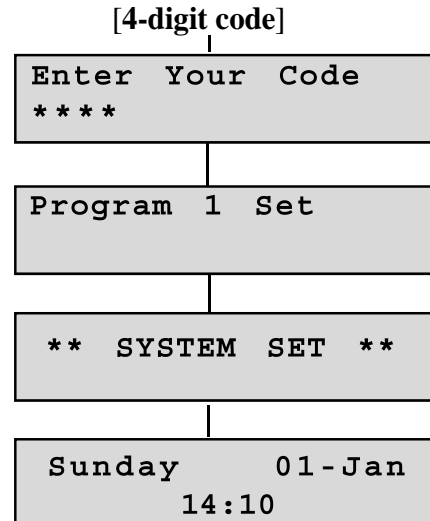 [4-digit code]
Enter Your Code
****
Program 1 Set
** SYSTEM SET **
Sunday 01-Jan
14:10